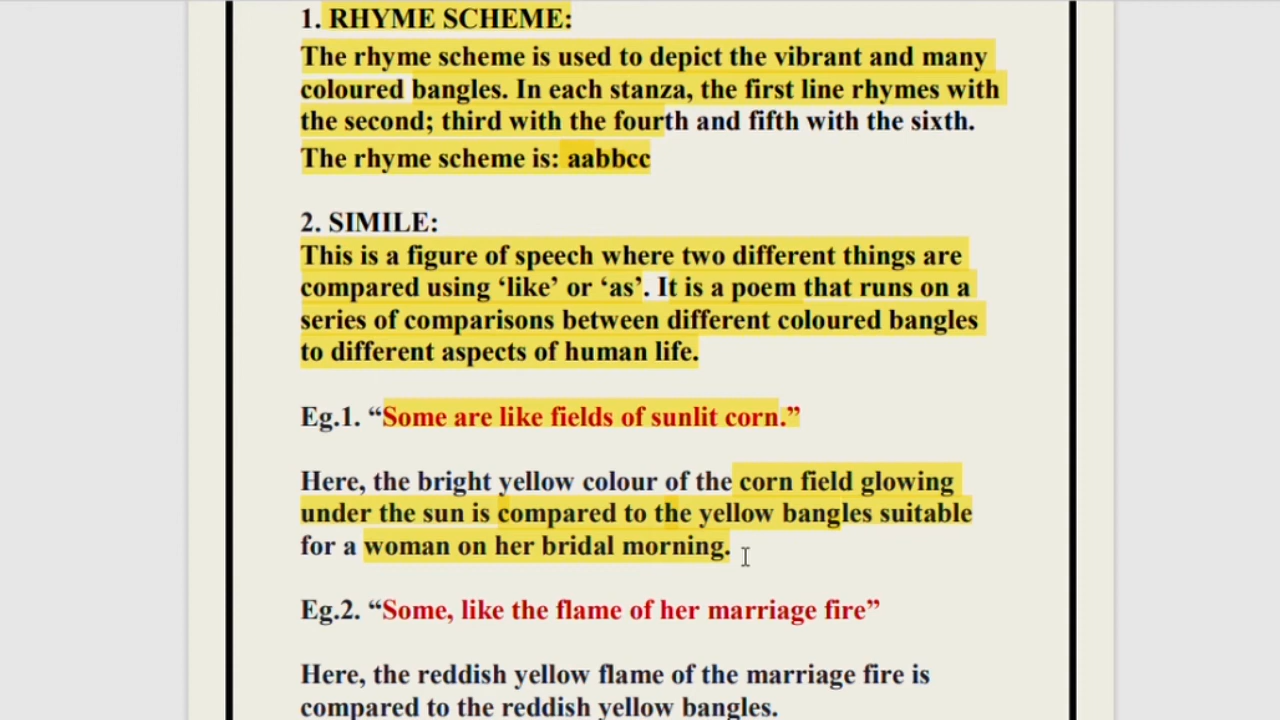 1. RHYME SCHEME:
The rhyme scheme is used to depict the vibrant and many
coloured bangles. In each stanza, the first line rhymes with
the second; third with the fourth and fifth with the sixth.
The rhyme scheme is: aabbcc
2. SIMILE:
This is a figure of speech where two different things are
compared using ‘like’ or ‘as’. It is a poem that runs on a
series of comparisons between different coloured bangles
to different aspects of human life.
Eg.1. “Some are like fields of sunlit corn.”
Here, the bright yellow colour of the corn field glowing
under the sun is compared to the yellow bangles suitable
for a woman on her bridal morning.
Eg.2. “Some, like the flame of her marriage fire”
Here, the reddish yellow flame of the marriage fire is
compared to the reddish yellow bangles.